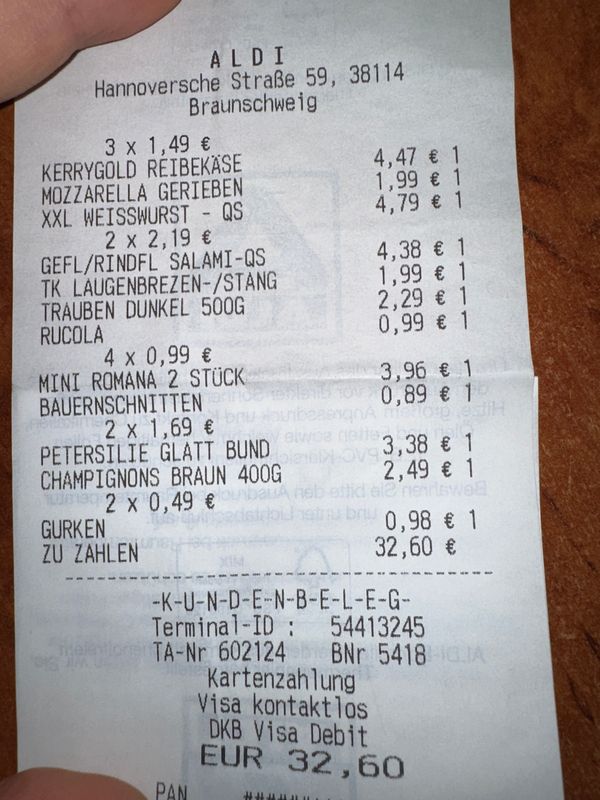 ALDI
Hannoversche Straße 59, 38114
Braunschweig
3 x 1,49 €
KERRYGOLD REIBEKÄSE 4,47 € 1
MOZZARELLA GERIEBEN 1,99 € 1
XXL WEISSWURST - QS 4,79 € 1
2 x 2,19 €
GEFL/RINDFL SALAMI-QS 4,38 € 1
TK LAUGENBREZEN-/STANG 1,99 € 1
TRAUBEN DUNKEL 500G 2,29 € 1
RUCOLA 0,99 € 1
4 x 0,99 €
MINI ROMANA 2 STÜCK 3,96 € 1
BAUERNSCHNITTEN 0,89 € 1
2 x 1,69 €
PETERSILIE GLATT BUND 3,38 € 1
CHAMPIGNONS BRAUN 400G 2,49 € 1
2 x 0,49 €
GURKEN 0,98 € 1
ZU ZAHLEN 32,60 €
-K-U-N-D-E-N-B-E-L-E-G-
Terminal-ID : 54413245
TA-Nr 602124 BNr 5418
Kartenzahlung
Visa kontaktlos
DKB Visa Debit
EUR 32,60
PAN